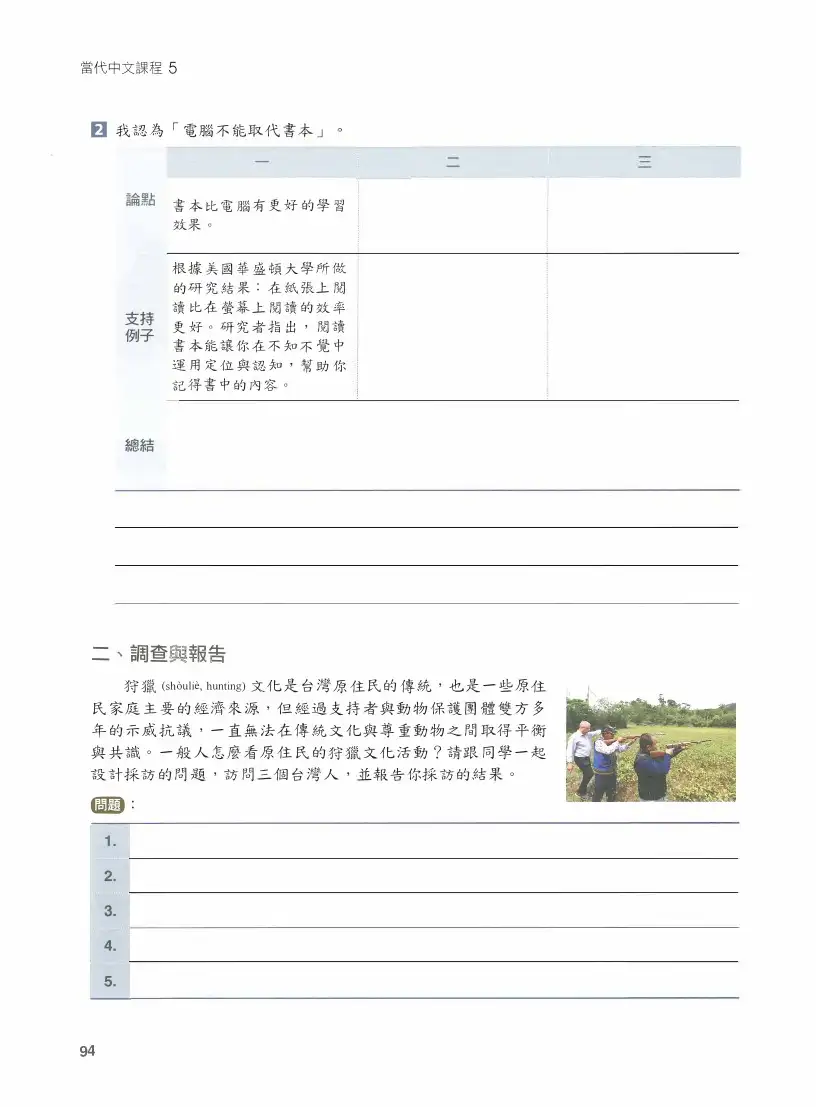 當代中文課程 5
2 我認為「電腦不能取代書本」。
一 二 三
論點
書本比電腦有更好的學習
效果。
支持
例子
根據美國華盛頓大學所做
的研究結果：在紙張上閱
讀比在螢幕上閱讀的效率
更好。研究者指出，閱讀
書本能讓你在不知不覺中
運用定位與認知，幫助你
記得書中的內容。
總結
二、調查與報告
狩獵 (shòuliè, hunting) 文化是台灣原住民的傳統，也是一些原住
民家庭主要的經濟來源，但經過支持者與動物保護團體雙方多
年的示威抗議，一直無法在傳統文化與尊重動物之間取得平衡
與共識。一般人怎麼看原住民的狩獵文化活動？請跟同學一起
設計採訪的問題，訪問三個台灣人，並報告你採訪的結果。
問題：
1.
2.
3.
4.
5.
94